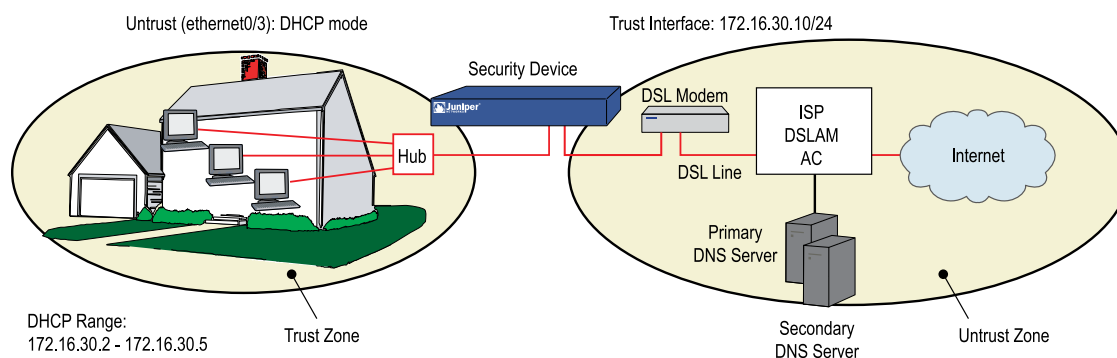 Untrust (ethernet0/3): DHCP mode
Trust Interface: 172.16.30.10/24
Security Device
Juniper
DSL Modem
ISP
DSLAM
AC
Hub
Internet
DSL Line
Primary
DNS Server
DHCP Range:
172.16.30.2 - 172.16.30.5
Trust Zone
Secondary
DNS Server
Untrust Zone